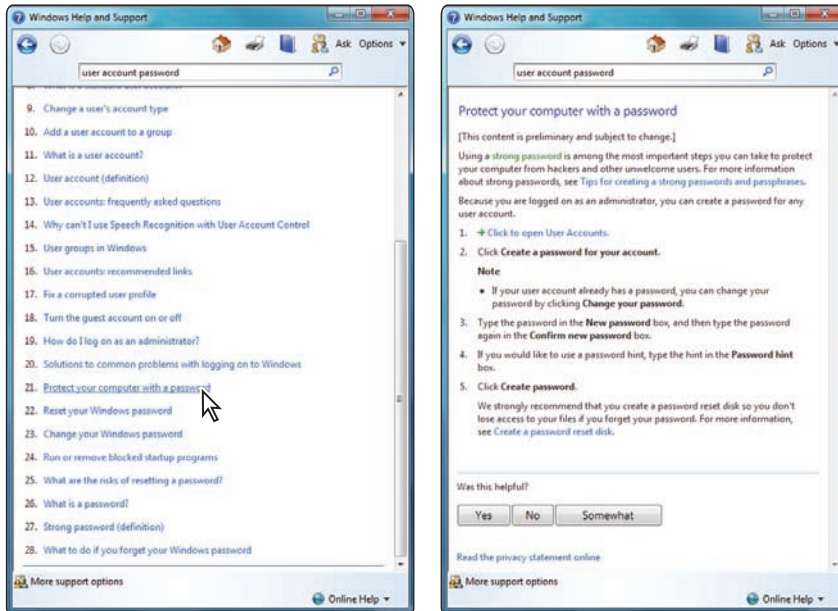 Windows Help and Support
Ask Options
user account password
9. Change a user's account type
10. Add a user account to a group
11. What is a user account?
12. User account (definition)
13. User accounts: frequently asked questions
14. Why can't I use Speech Recognition with User Account Control
15. User groups in Windows
16. User accounts: recommended links
17. Fix a corrupted user profile
18. Turn the guest account on or off
19. How do I log on as an administrator?
20. Solutions to common problems with logging on to Windows
21. Protect your computer with a password
22. Reset your Windows password
23. Change your Windows password
24. Run or remove blocked startup programs
25. What are the risks of resetting a password?
26. What is a password?
27. Strong password (definition)
28. What to do if you forget your Windows password
More support options
Online Help
Windows Help and Support
Ask Options
user account password
Protect your computer with a password
[This content is preliminary and subject to change.]
Using a strong password is among the most important steps you can take to protect
your computer from hackers and other unwelcome users. For more information
about strong passwords, see Tips for creating a strong passwords and passphrases.
Because you are logged on as an administrator, you can create a password for any
user account.
1. Click to open User Accounts.
2. Click Create a password for your account.
Note
• If your user account already has a password, you can change your
password by clicking Change your password.
3. Type the password in the New password box, and then type the password
again in the Confirm new password box.
4. If you would like to use a password hint, type the hint in the Password hint
box.
5. Click Create password.
We strongly recommend that you create a password reset disk so you don't
lose access to your files if you forget your password. For more information,
see Create a password reset disk.
Was this helpful?
Yes No Somewhat
Read the privacy statement online
More support options
Online Help